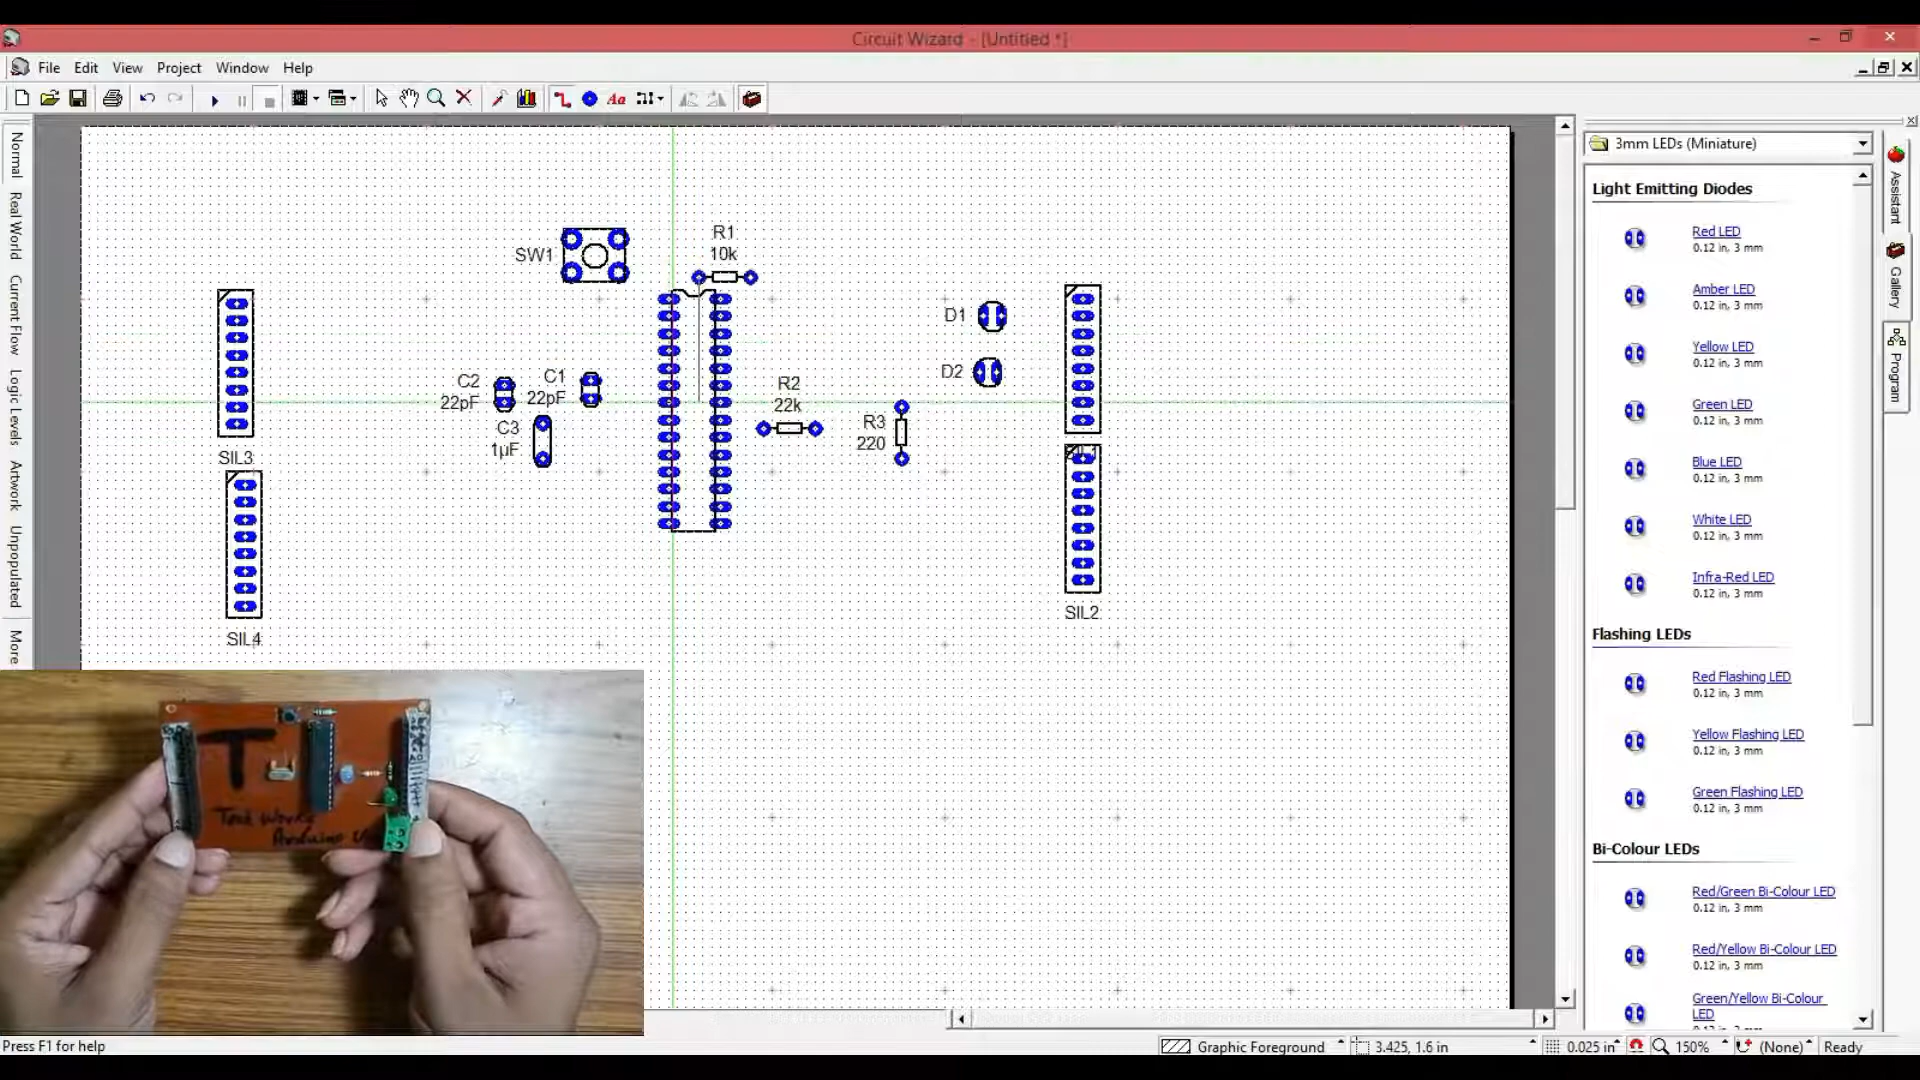 Circuit Wizard - [Untitled *]
File Edit View Project Window Help
Aa
Normal
Real World
Current Flow
Logic Levels
Artwork
Unpopulated
More
SW1
R1
10k
D1
D2
C2
22pF
C1
22pF
C3
1µF
R2
22k
R3
220
SIL3
SIL4
SIL1
SIL2
T
Tech Works
Arduino U
3mm LEDs (Miniature)
Light Emitting Diodes
Red LED
0.12 in, 3 mm
Amber LED
0.12 in, 3 mm
Yellow LED
0.12 in, 3 mm
Green LED
0.12 in, 3 mm
Blue LED
0.12 in, 3 mm
White LED
0.12 in, 3 mm
Infra-Red LED
0.12 in, 3 mm
Flashing LEDs
Red Flashing LED
0.12 in, 3 mm
Yellow Flashing LED
0.12 in, 3 mm
Green Flashing LED
0.12 in, 3 mm
Bi-Colour LEDs
Red/Green Bi-Colour LED
0.12 in, 3 mm
Red/Yellow Bi-Colour LED
0.12 in, 3 mm
Green/Yellow Bi-Colour
LED
Assistant
Gallery
Program
Press F1 for help
Graphic Foreground
3.425, 1.6 in
0.025 in
150%
(None)
Ready